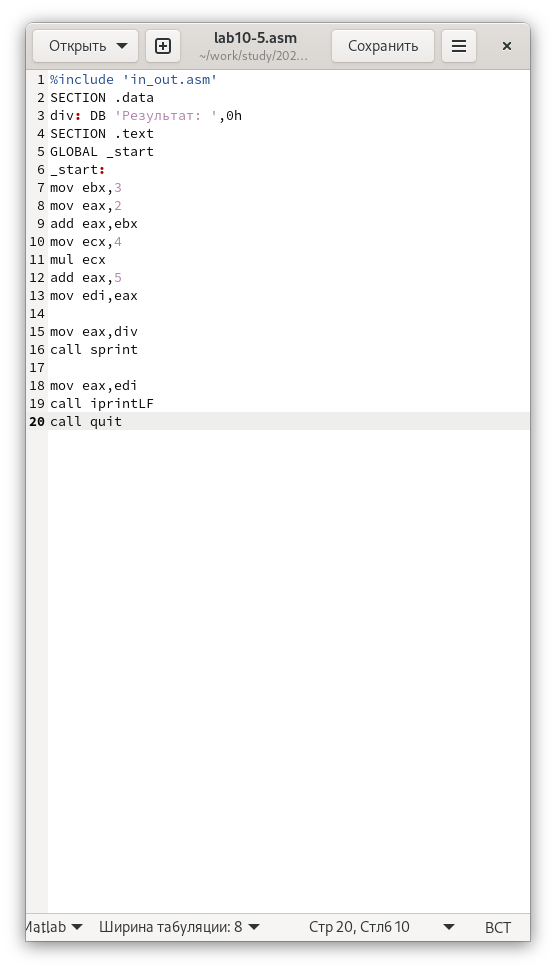 Открыть
lab10-5.asm
~/work/study/202…
Сохранить
1 %include 'in_out.asm'
2 SECTION .data
3 div: DB 'Результат: ',0h
4 SECTION .text
5 GLOBAL _start
6 _start:
7 mov ebx,3
8 mov eax,2
9 add eax,ebx
10 mov ecx,4
11 mul ecx
12 add eax,5
13 mov edi,eax
14
15 mov eax,div
16 call sprint
17
18 mov eax,edi
19 call iprintLF
20 call quit
Matlab Ширина табуляции: 8 Стр 20, Стлб 10 ВСТ